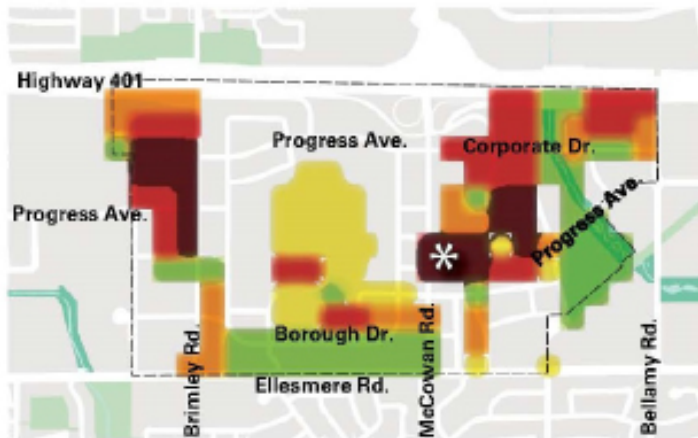 Highway 401
Progress Ave.
Corporate Dr.
Progress Ave.
Progress Ave.
Borough Dr.
Ellesmere Rd.
Brimley Rd.
McCowan Rd.
Bellamy Rd.